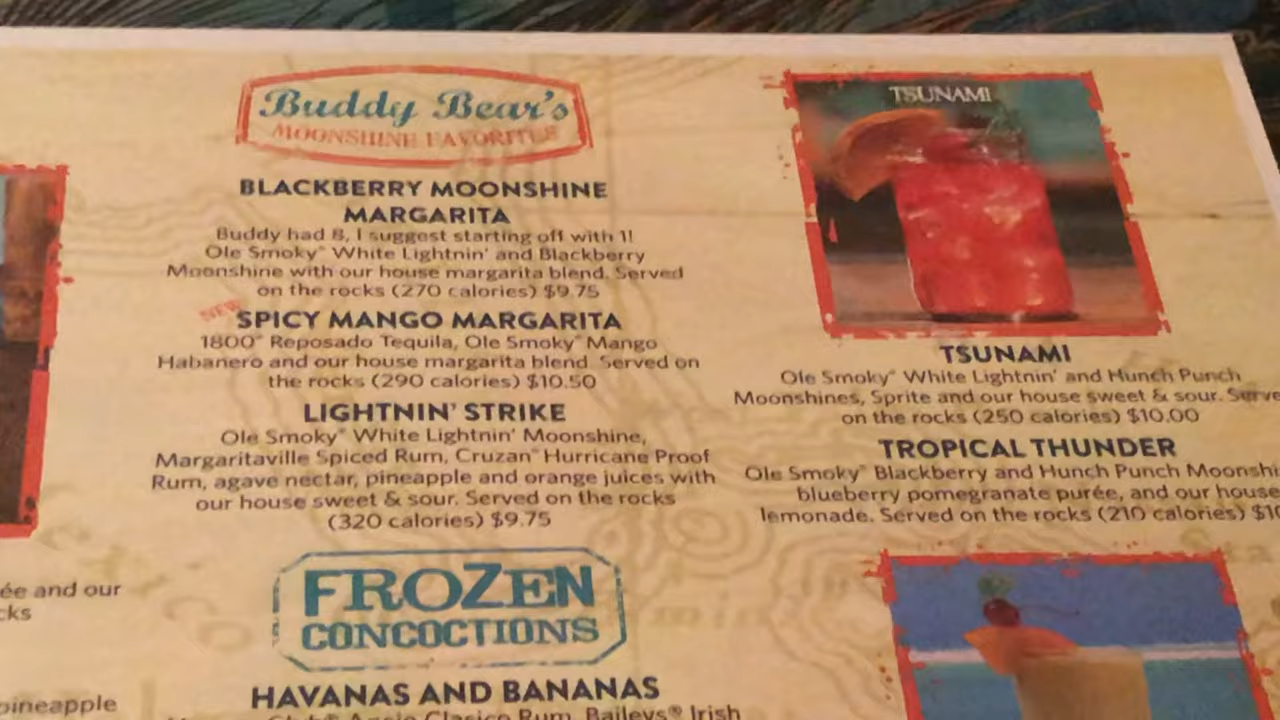 Buddy Bear's
MOONSHINE FAVORITES
BLACKBERRY MOONSHINE
MARGARITA
Buddy had 8, I suggest starting off with 1!
Ole Smoky® White Lightnin' and Blackberry
Moonshine with our house margarita blend. Served
on the rocks (270 calories) $9.75
NEW
SPICY MANGO MARGARITA
1800® Reposado Tequila, Ole Smoky® Mango
Habanero and our house margarita blend. Served on
the rocks (290 calories) $10.50
LIGHTNIN' STRIKE
Ole Smoky® White Lightnin' Moonshine,
Margaritaville Spiced Rum, Cruzan® Hurricane Proof
Rum, agave nectar, pineapple and orange juices with
our house sweet & sour. Served on the rocks
(320 calories) $9.75
FROZEN
CONCOCTIONS
HAVANAS AND BANANAS
Rum, Baileys® Irish
TSUNAMI
TSUNAMI
Ole Smoky® White Lightnin' and Hunch Punch
Moonshines, Sprite and our house sweet & sour. Serve
on the rocks (250 calories) $10.00
TROPICAL THUNDER
Ole Smoky® Blackberry and Hunch Punch Moonshi
blueberry pomegranate purée, and our house
lemonade. Served on the rocks (210 calories) $10
ée and our
cks
pineapple